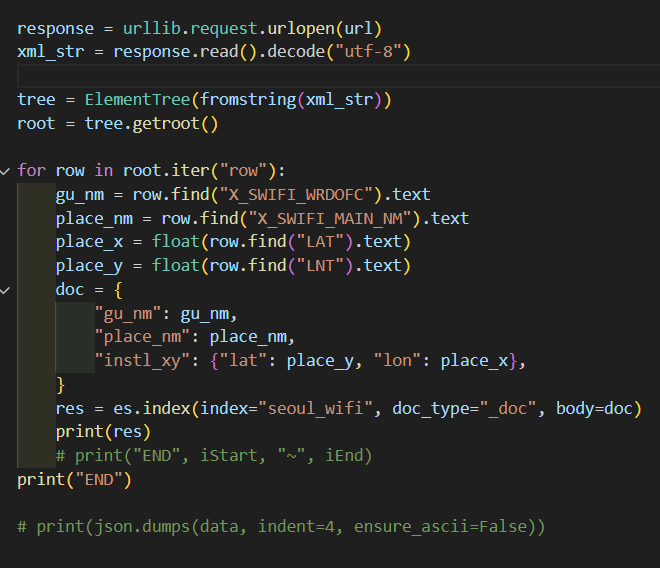 response = urllib.request.urlopen(url)
xml_str = response.read().decode("utf-8")
tree = ElementTree(fromstring(xml_str))
root = tree.getroot()
for row in root.iter("row"):
    gu_nm = row.find("X_SWIFI_WRDOFC").text
    place_nm = row.find("X_SWIFI_MAIN_NM").text
    place_x = float(row.find("LAT").text)
    place_y = float(row.find("LNT").text)
    doc = {
        "gu_nm": gu_nm,
        "place_nm": place_nm,
        "instl_xy": {"lat": place_y, "lon": place_x},
    }
    res = es.index(index="seoul_wifi", doc_type="_doc", body=doc)
    print(res)
    # print("END", iStart, "~", iEnd)
print("END")
# print(json.dumps(data, indent=4, ensure_ascii=False))